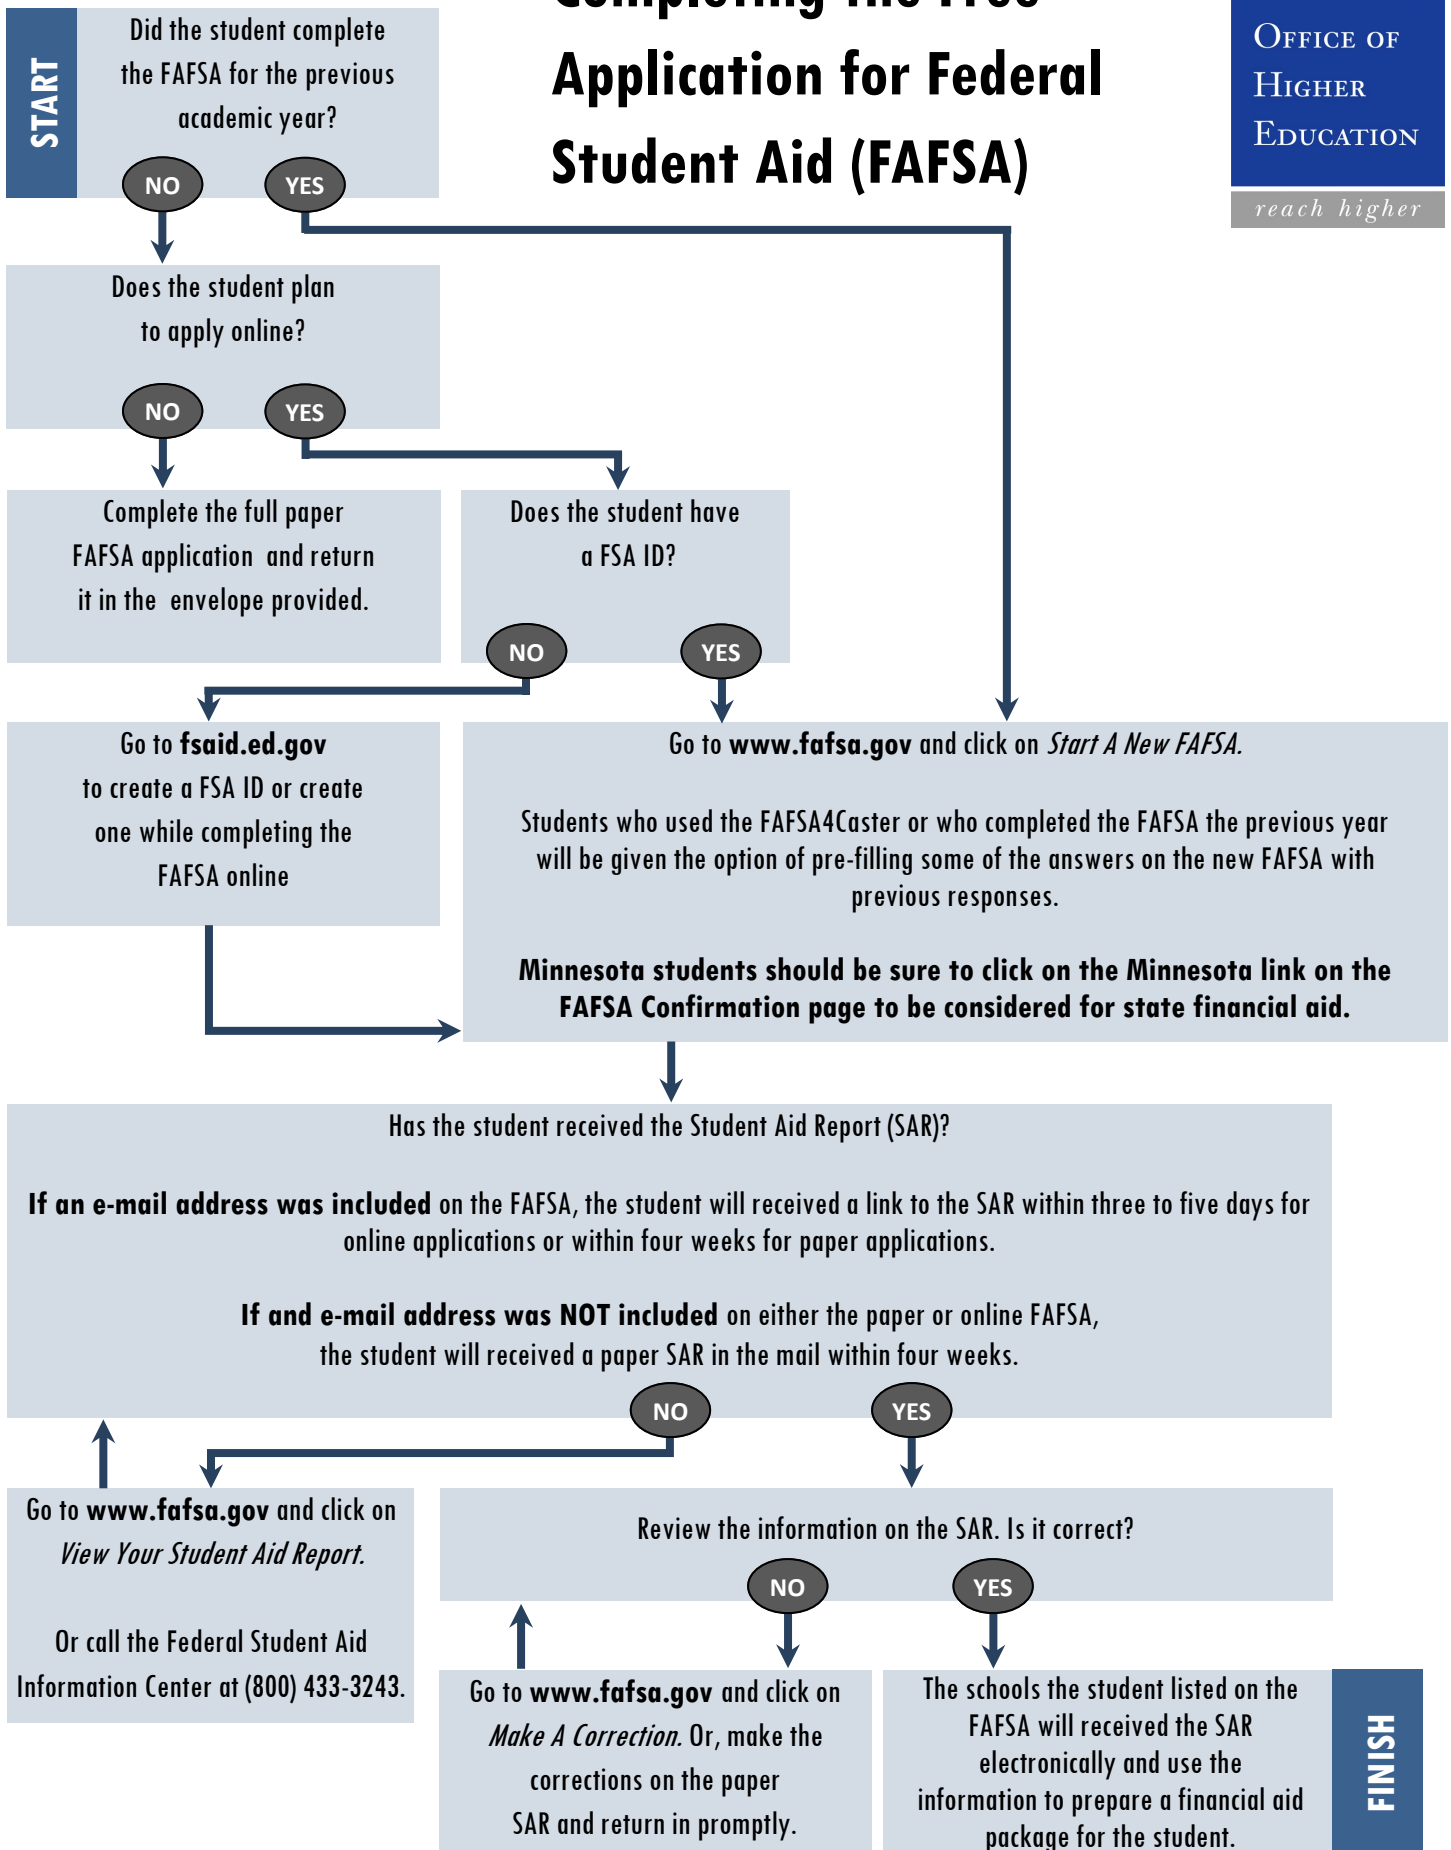 Completing the Free
Application for Federal
Student Aid (FAFSA)
OFFICE OF
HIGHER
EDUCATION
reach higher
START
Did the student complete
the FAFSA for the previous
academic year?
NO
YES
Does the student plan
to apply online?
NO
YES
Complete the full paper
FAFSA application and return
it in the envelope provided.
Does the student have
a FSA ID?
NO
YES
Go to fsaid.ed.gov
to create a FSA ID or create
one while completing the
FAFSA online
Go to www.fafsa.gov and click on Start A New FAFSA.
Students who used the FAFSA4Caster or who completed the FAFSA the previous year
will be given the option of pre-filling some of the answers on the new FAFSA with
previous responses.
Minnesota students should be sure to click on the Minnesota link on the
FAFSA Confirmation page to be considered for state financial aid.
Has the student received the Student Aid Report (SAR)?
If an e-mail address was included on the FAFSA, the student will received a link to the SAR within three to five days for
online applications or within four weeks for paper applications.
If and e-mail address was NOT included on either the paper or online FAFSA,
the student will received a paper SAR in the mail within four weeks.
NO
YES
Go to www.fafsa.gov and click on
View Your Student Aid Report.
Or call the Federal Student Aid
Information Center at (800) 433-3243.
Review the information on the SAR. Is it correct?
NO
YES
Go to www.fafsa.gov and click on
Make A Correction. Or, make the
corrections on the paper
SAR and return in promptly.
The schools the student listed on the
FAFSA will received the SAR
electronically and use the
information to prepare a financial aid
package for the student.
FINISH